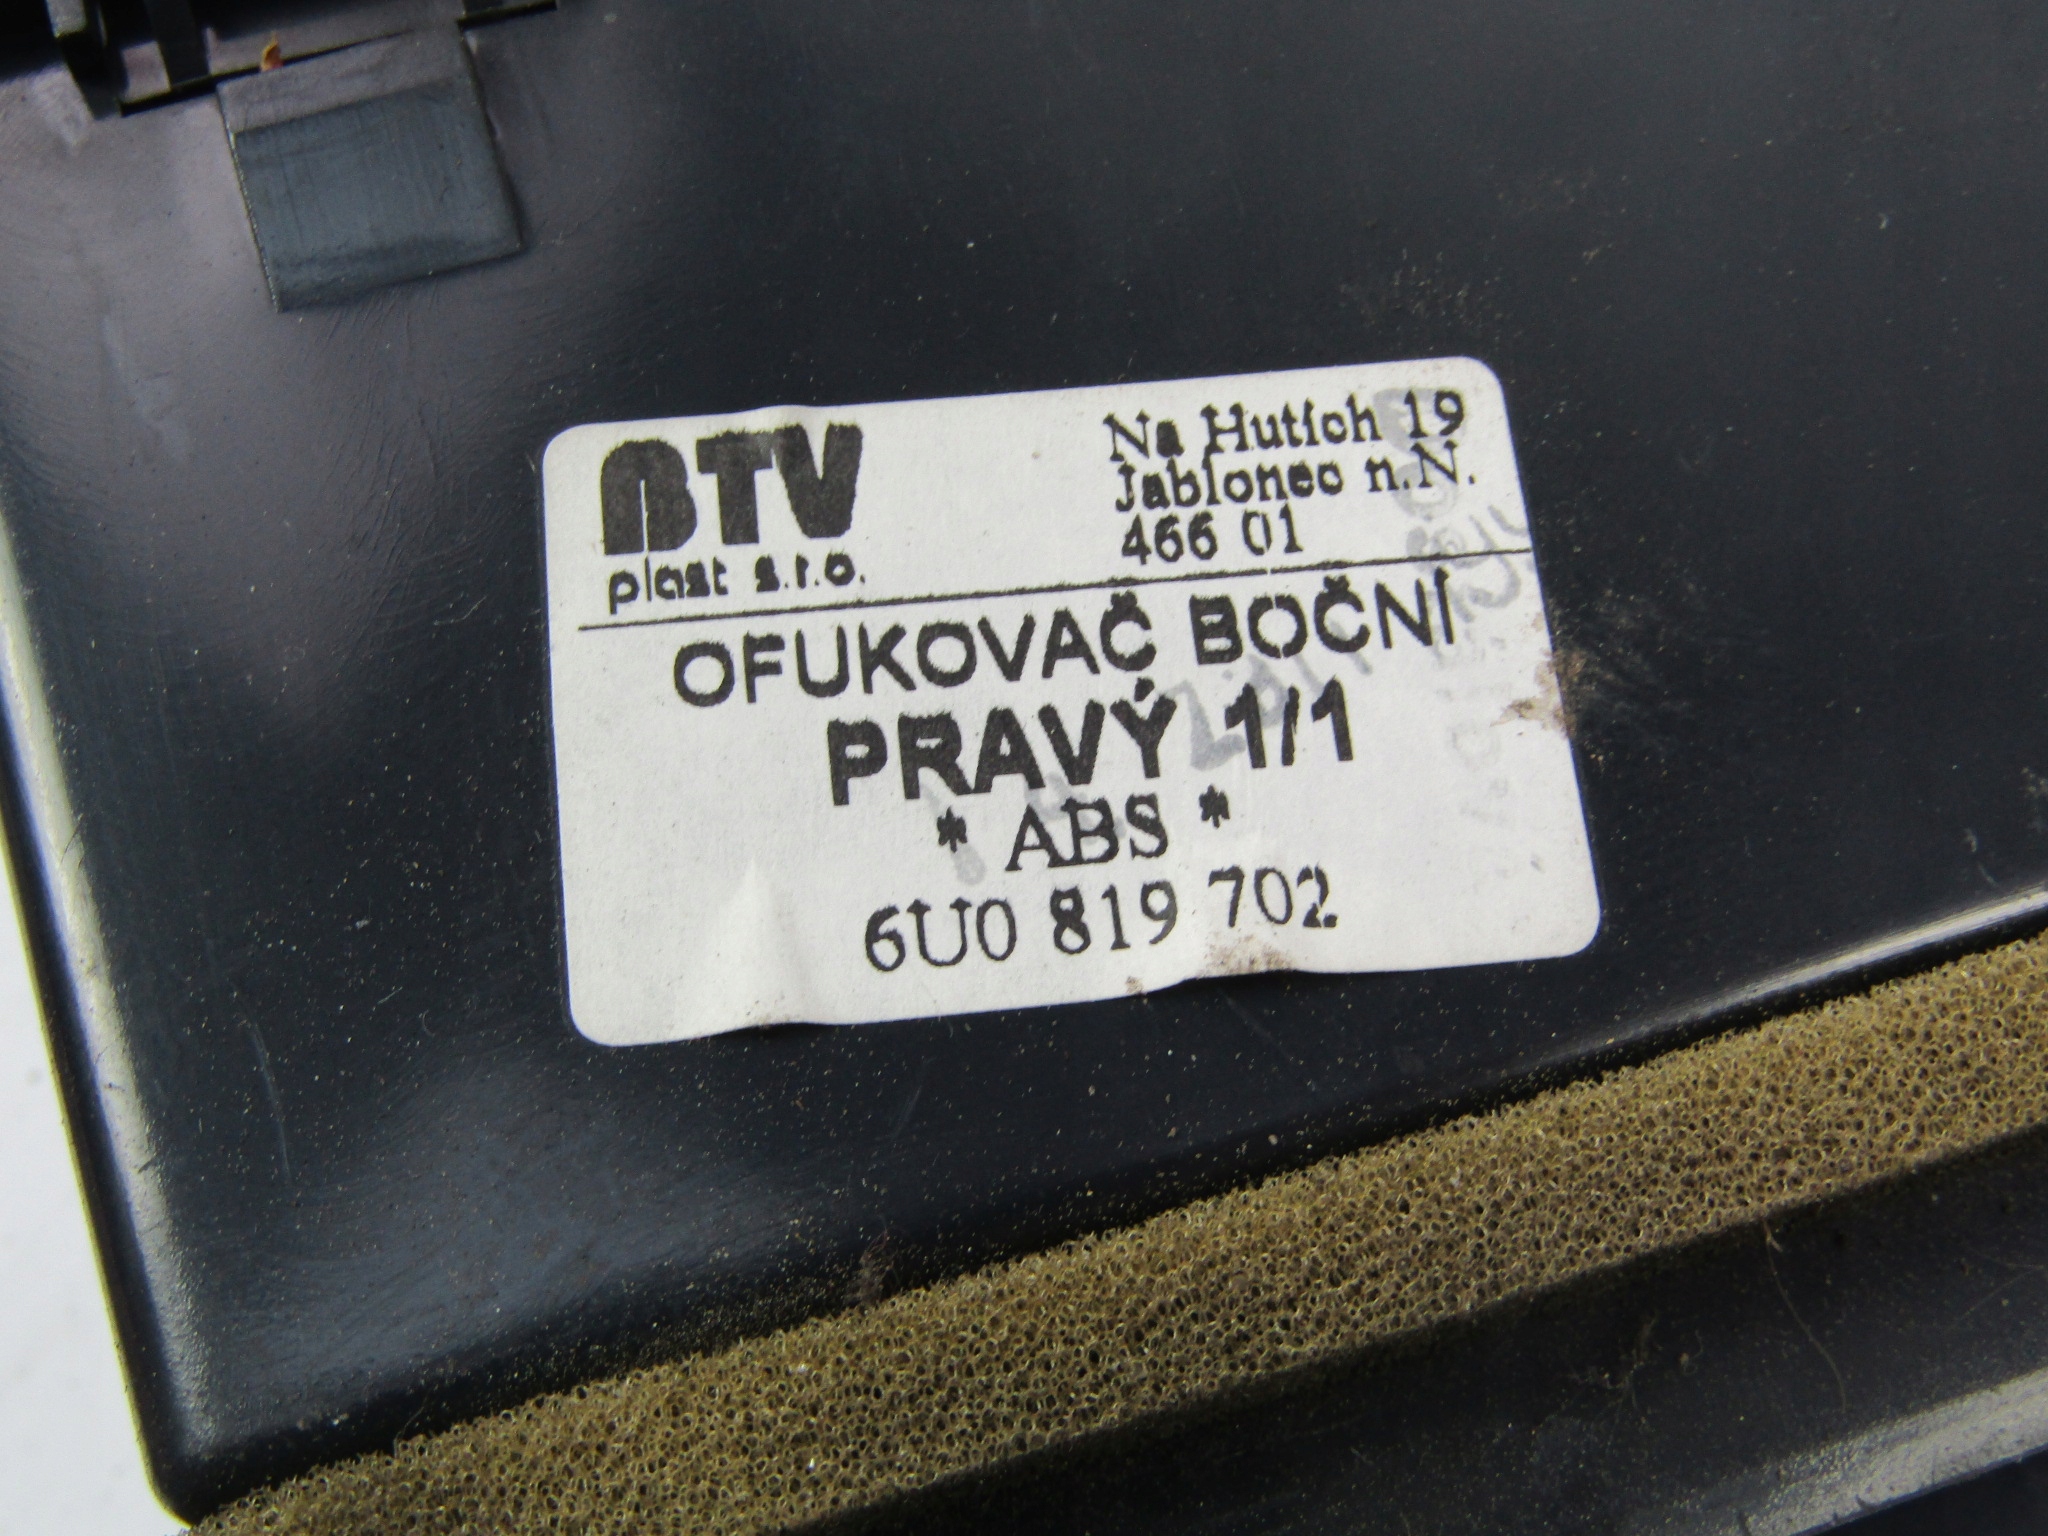 BTV
plast s.r.o.
Na Hutích 19
Jablonec n.N.
466 01
OFUKOVAČ BOČNÍ
PRAVÝ 1/1
* ABS *
6U0 819 702